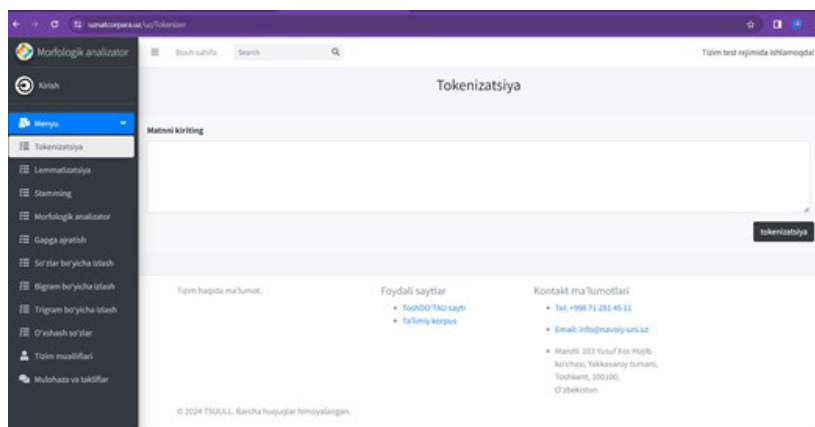 uznatcorpara.uz/uz/Tokenizer
Morfologik analizator
Bosh sahifa
Search
Tizim test rejimida ishlamoqda!
Kirish
Tokenizatsiya
Menyu
Matnni kiriting
Tokenizatsiya
Lemmatizatsiya
Stemming
Morfologik analizator
Gapga ajratish
tokenizatsiya
So'zlar bo'yicha izlash
Bigram bo'yicha izlash
Trigram bo'yicha izlash
O'xshash so'zlar
Tizim mualliflari
Mulohaza va takliflar
Tizim haqida ma'lumot.
Foydali saytlar
ToshDO'TAU sayti
Ta'limiy korpus
Kontakt ma'lumotlari
Tel: +998 71 281 45 11
Email: info@navoiy-uni.uz
Manzil: 103 Yusuf Xos Hojib
ko'chasi, Yakkasaroy tumani,
Toshkent, 100100,
O'zbekiston
© 2024 TSUULL. Barcha huquqlar himoyalangan.